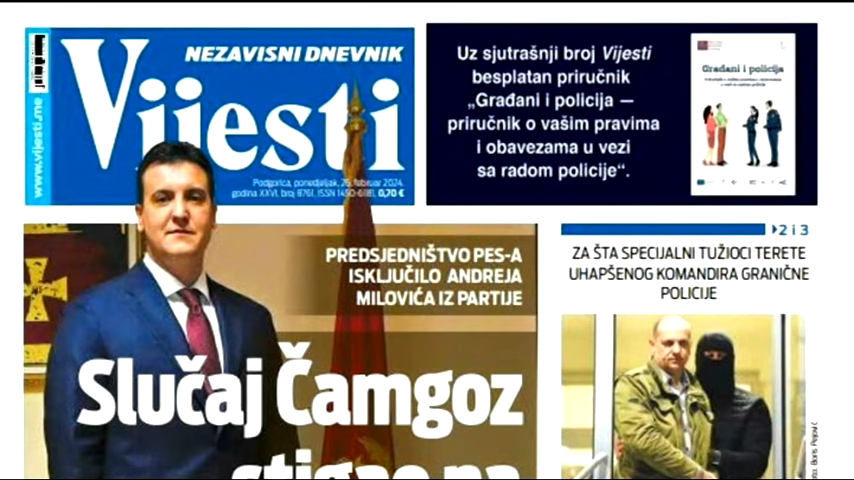 www.vijesti.me
NEZAVISNI DNEVNIK
Vijesti
Podgorica, ponedjeljak, 26. februar 2024.
godina XXVI, broj 8761, ISSN 1450-6181, 0,70 €
Uz sjutrašnji broj Vijesti
besplatan priručnik
„Građani i policija —
priručnik o vašim pravima
i obavezama u vezi
sa radom policije“.
Građani i policija
PREDSJEDNIŠTVO PES-A
ISKLJUČILO ANDREJA
MILOVIĆA IZ PARTIJE
Slučaj Čamgoz
stigao na
2 i 3
ZA ŠTA SPECIJALNI TUŽIOCI TERETE
UHAPŠENOG KOMANDIRA GRANIČNE
POLICIJE